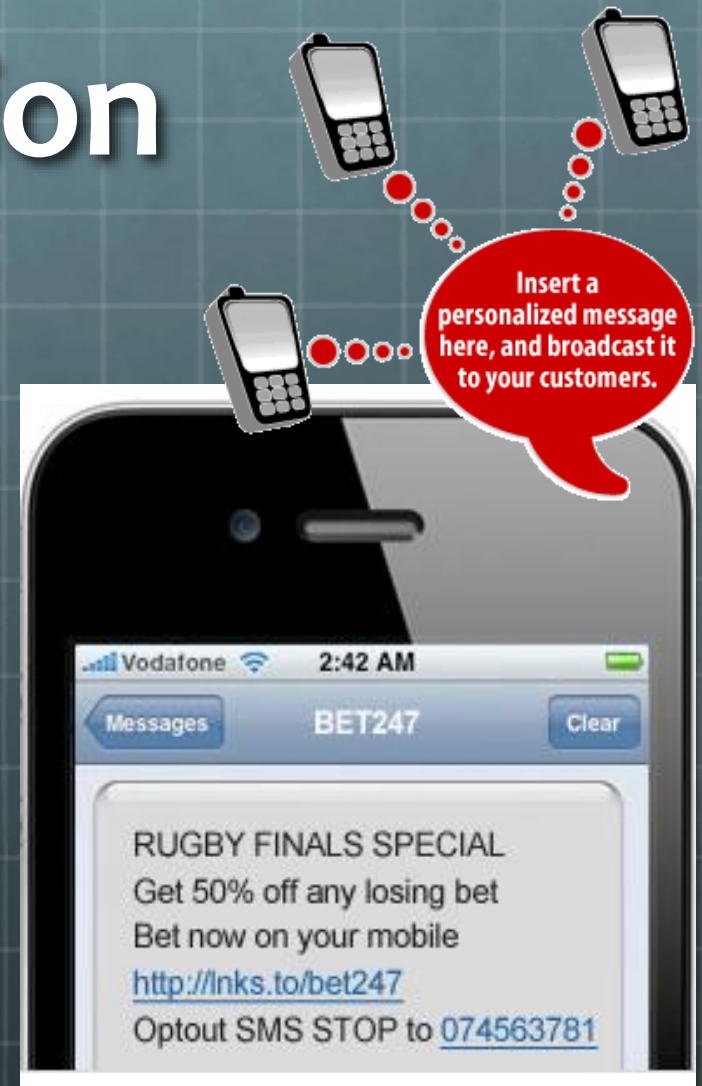 on
Insert a
personalized message
here, and broadcast it
to your customers.
Vodafone 2:42 AM
Messages BET247 Clear
RUGBY FINALS SPECIAL
Get 50% off any losing bet
Bet now on your mobile
http://lnks.to/bet247
Optout SMS STOP to 074563781